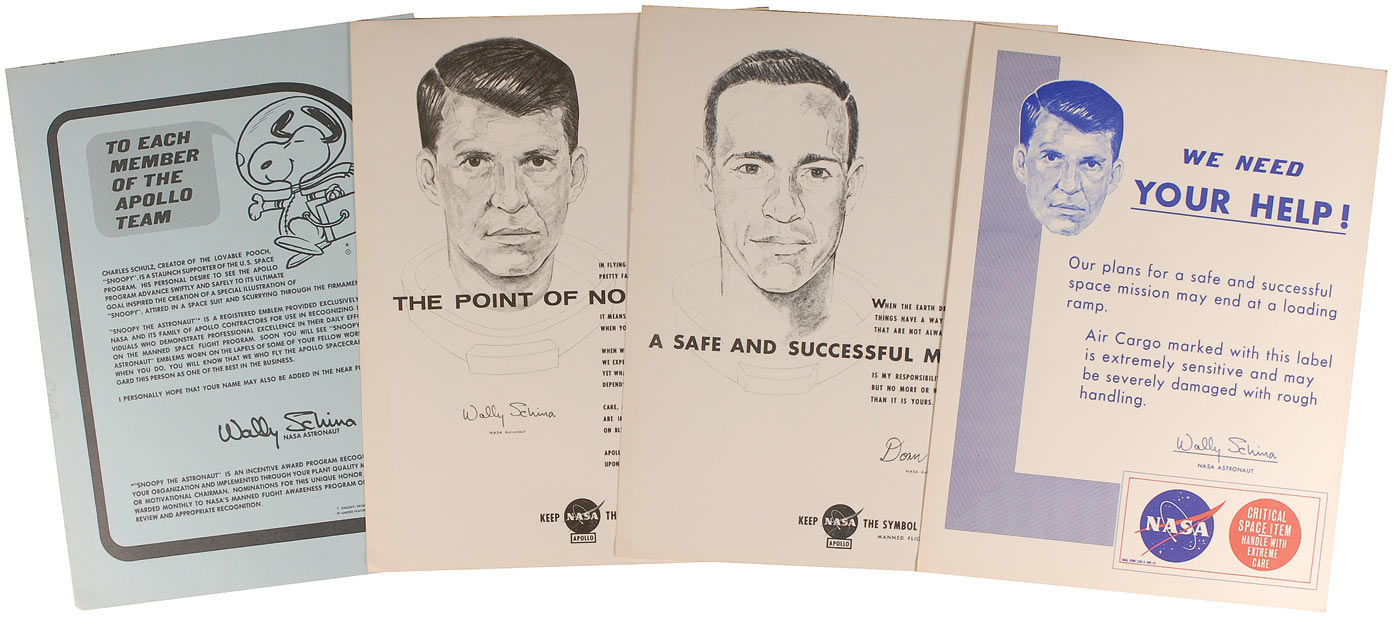 TO EACH
MEMBER
OF THE
APOLLO
TEAM
CHARLES SCHULZ, CREATOR OF THE LOVABLE POOCH,
"SNOOPY", IS A STAUNCH SUPPORTER OF THE U.S. SPACE
PROGRAM. HIS PERSONAL DESIRE TO SEE THE APOLLO
PROGRAM ADVANCE SWIFTLY AND SAFELY TO ITS ULTIMATE
GOAL INSPIRED THE CREATION OF A SPECIAL ILLUSTRATION OF
"SNOOPY", ATTIRED IN A SPACE SUIT AND SCURRYING THROUGH THE FIRMAMEN
"SNOOPY THE ASTRONAUT"* IS A REGISTERED EMBLEM PROVIDED EXCLUSIVELY
NASA AND ITS FAMILY OF APOLLO CONTRACTORS FOR USE IN RECOGNIZING I
VIDUALS WHO DEMONSTRATE PROFESSIONAL EXCELLENCE IN THEIR DAILY EFFO
ON THE MANNED SPACE FLIGHT PROGRAM. SOON YOU WILL SEE "SNOOPY
ASTRONAUT" EMBLEMS WORN ON THE LAPELS OF SOME OF YOUR FELLOW WOR
WHEN YOU DO, YOU WILL KNOW THAT WE WHO FLY THE APOLLO SPACECRA
GARD THIS PERSON AS ONE OF THE BEST IN THE BUSINESS.
I PERSONALLY HOPE THAT YOUR NAME MAY ALSO BE ADDED IN THE NEAR FU
Wally Schirra
NASA ASTRONAUT
*"SNOOPY THE ASTRONAUT" IS AN INCENTIVE AWARD PROGRAM RECOG
YOUR ORGANIZATION AND IMPLEMENTED THROUGH YOUR PLANT QUALITY M
OR MOTIVATIONAL CHAIRMAN. NOMINATIONS FOR THIS UNIQUE HONOR
WARDED MONTHLY TO NASA'S MANNED FLIGHT AWARENESS PROGRAM O
REVIEW AND APPROPRIATE RECOGNITION.
THE POINT OF NO
IN FLYING
PRETTY FA
IT MEANS
WHEN YO
WHEN W
WE EXPE
YET WHA
DEPEND
CARE,
ARE I
ON BL
APOL
UPON
Wally Schirra
NASA Astronaut
KEEP NASA TH
APOLLO
WHEN THE EARTH D
THINGS HAVE A WAY
THAT ARE NOT ALWA
A SAFE AND SUCCESSFUL M
IS MY RESPONSIBILIT
BUT NO MORE OR
THAN IT IS YOURS.
Donn
NASA A
KEEP NASA THE SYMBOL
APOLLO
MANNED FLIG
WE NEED
YOUR HELP!
Our plans for a safe and successful
space mission may end at a loading
ramp.
Air Cargo marked with this label
is extremely sensitive and may
be severely damaged with rough
handling.
Wally Schirra
NASA ASTRONAUT
NASA
CRITICAL
SPACE ITEM
HANDLE WITH
EXTREME
CARE